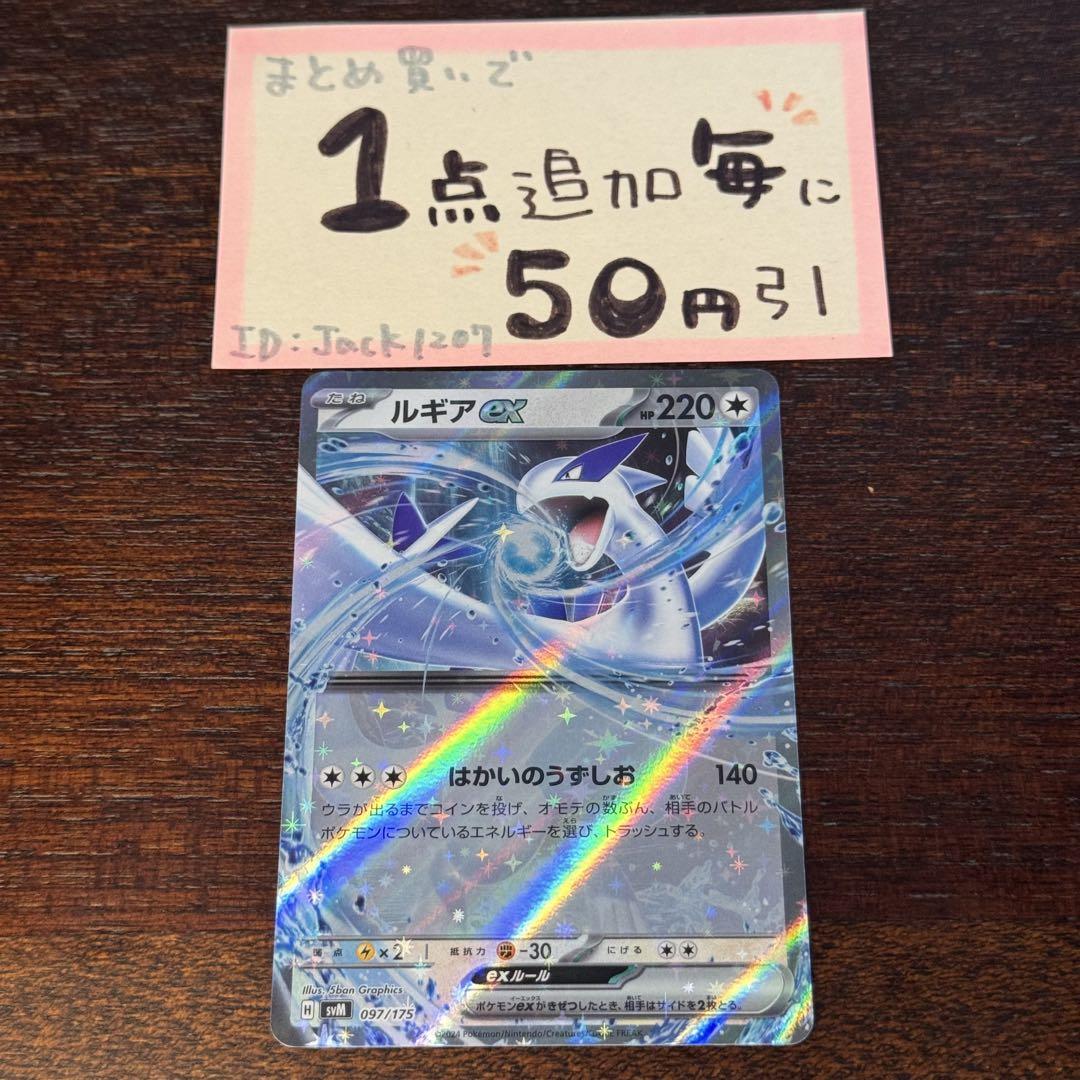 まとめ買いで
1点追加毎に
50円引
ID:Jack1207
たね ルギアex HP220
はかいのうずしお 140
ウラが出るまでコインを投げ、オモテの数ぶん、相手のバトル
ポケモンについているエネルギーを選び、トラッシュする。
弱点 ×2 抵抗力 -30 にげる
exルール
Illus. 5ban Graphics
ポケモンexがきぜつしたとき、相手はサイドを2枚とる。
H svM 097/175
©2024 Pokémon/Nintendo/Creatures/GAME FREAK